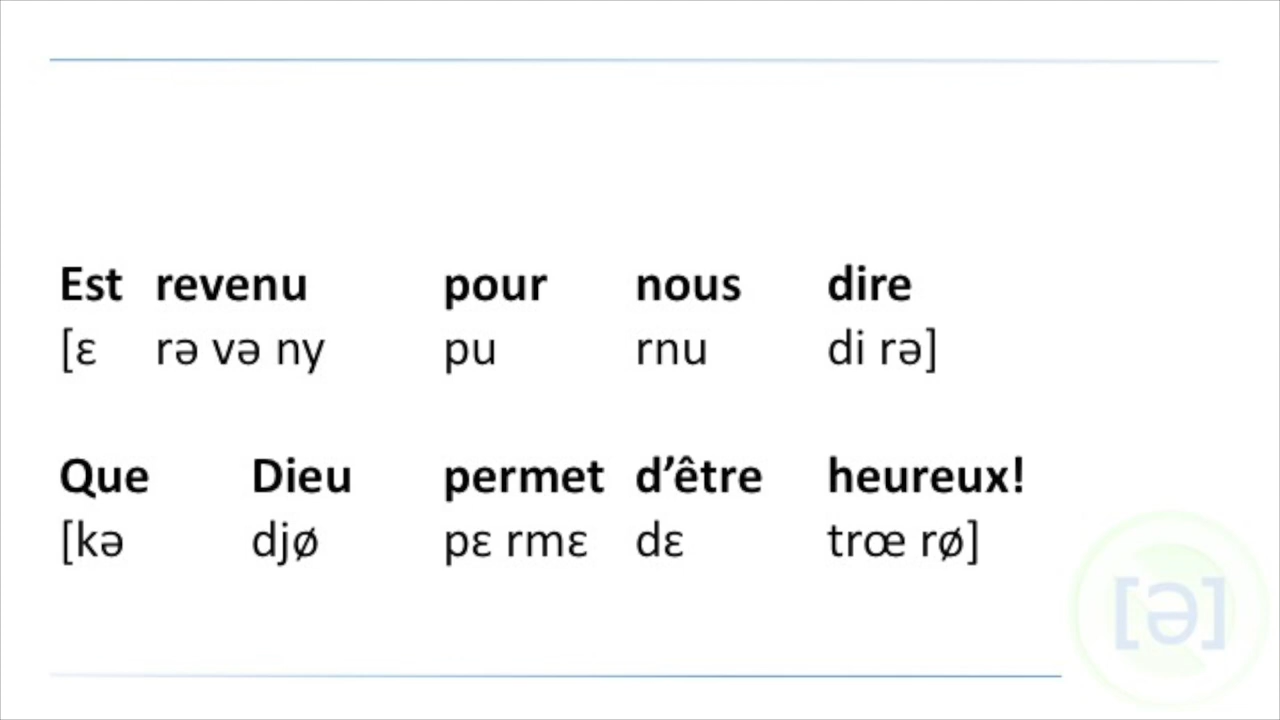 Est revenu pour nous dire
[ɛ rə və ny pu rnu di rə]
Que Dieu permet d’être heureux!
[kə djø pɛ rmɛ dɛ trœ rø]
[ə]